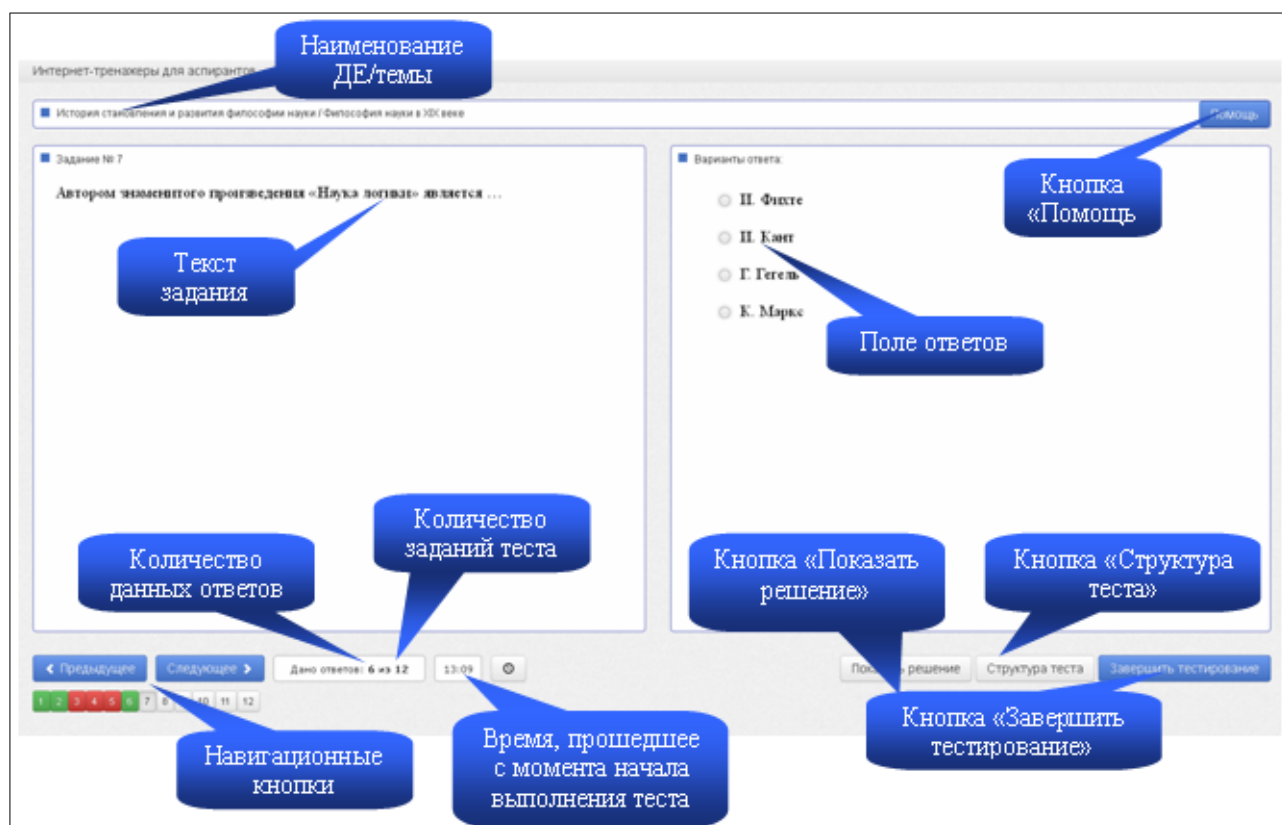 Наименование
ДЕ/темы
Интернет-тренажеры для аспирантов
История становления и развития философии науки / Философия науки в XIX веке
Помощь
Задание № 7
Автором знаменитого произведения «Наука логики» является …
Текст
задания
Варианты ответа:
И. Фихте
И. Кант
Г. Гегель
К. Маркс
Кнопка
«Помощь
Поле ответов
Количество
данных ответов
Количество
заданий теста
Кнопка «Показать
решение»
Кнопка «Структура
теста»
Предыдущее
Следующее
Дано ответов: 6 из 12
13:09
решение
Структура теста
Завершить тестирование
1 2 3 4 5 6 7 8 10 11 12
Навигационные
кнопки
Время, прошедшее
с момента начала
выполнения теста
Кнопка «Завершить
тестирование»